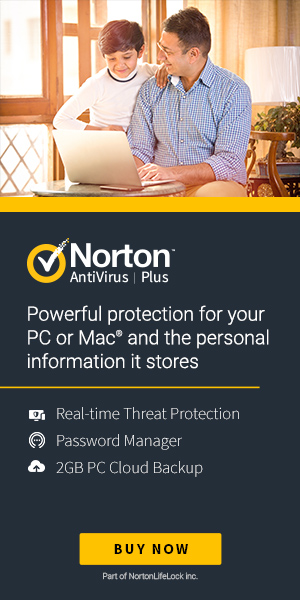 Norton™
AntiVirus | Plus
Powerful protection for your
PC or Mac® and the personal
information it stores
Real-time Threat Protection
Password Manager
2GB PC Cloud Backup
BUY NOW
Part of NortonLifeLock inc.